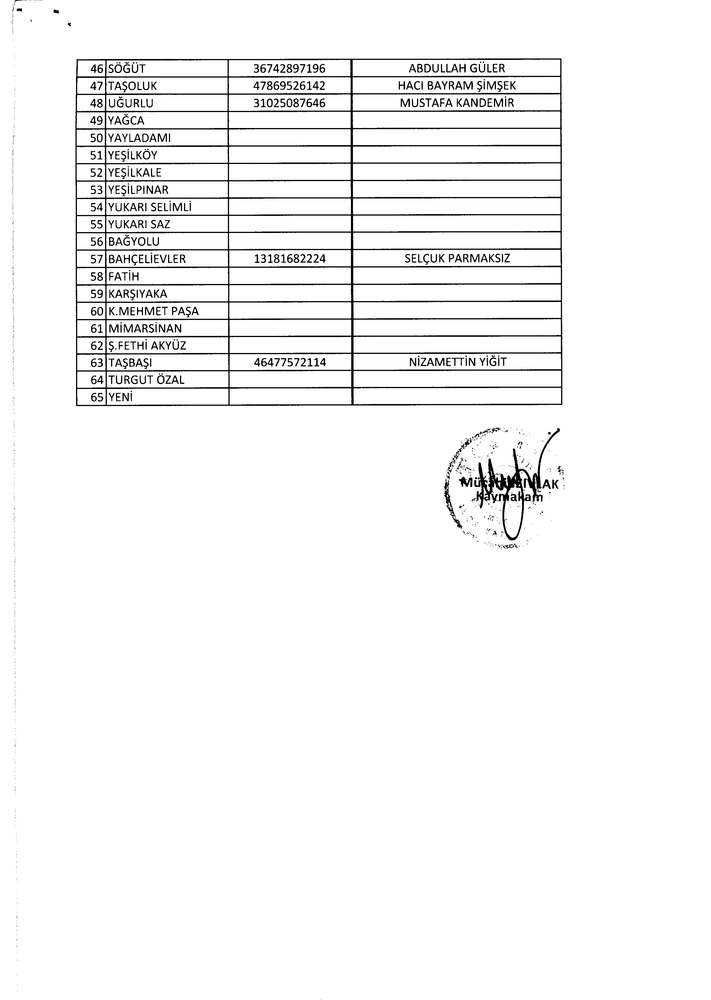 46 SÖĞÜT 36742897196 ABDULLAH GÜLER
47 TAŞOLUK 47869526142 HACI BAYRAM ŞİMŞEK
48 UĞURLU 31025087646 MUSTAFA KANDEMİR
49 YAĞCA
50 YAYLADAMI
51 YEŞİLKÖY
52 YEŞİLKALE
53 YEŞİLPINAR
54 YUKARI SELİMLİ
55 YUKARI SAZ
56 BAĞYOLU
57 BAHÇELİEVLER 13181682224 SELÇUK PARMAKSIZ
58 FATİH
59 KARŞIYAKA
60 K.MEHMET PAŞA
61 MİMARSİNAN
62 Ş.FETHİ AKYÜZ
63 TAŞBAŞI 46477572114 NİZAMETTİN YİĞİT
64 TURGUT ÖZAL
65 YENİ
Kaymakam